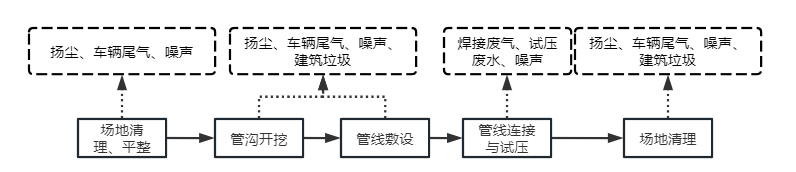 扬尘、车辆尾气、噪声
扬尘、车辆尾气、噪声、
建筑垃圾
焊接废气、试压
废水、噪声
扬尘、车辆尾气、噪声、
建筑垃圾
场地清
理、平整
管沟开挖
管线敷设
管线连接
与试压
场地清理